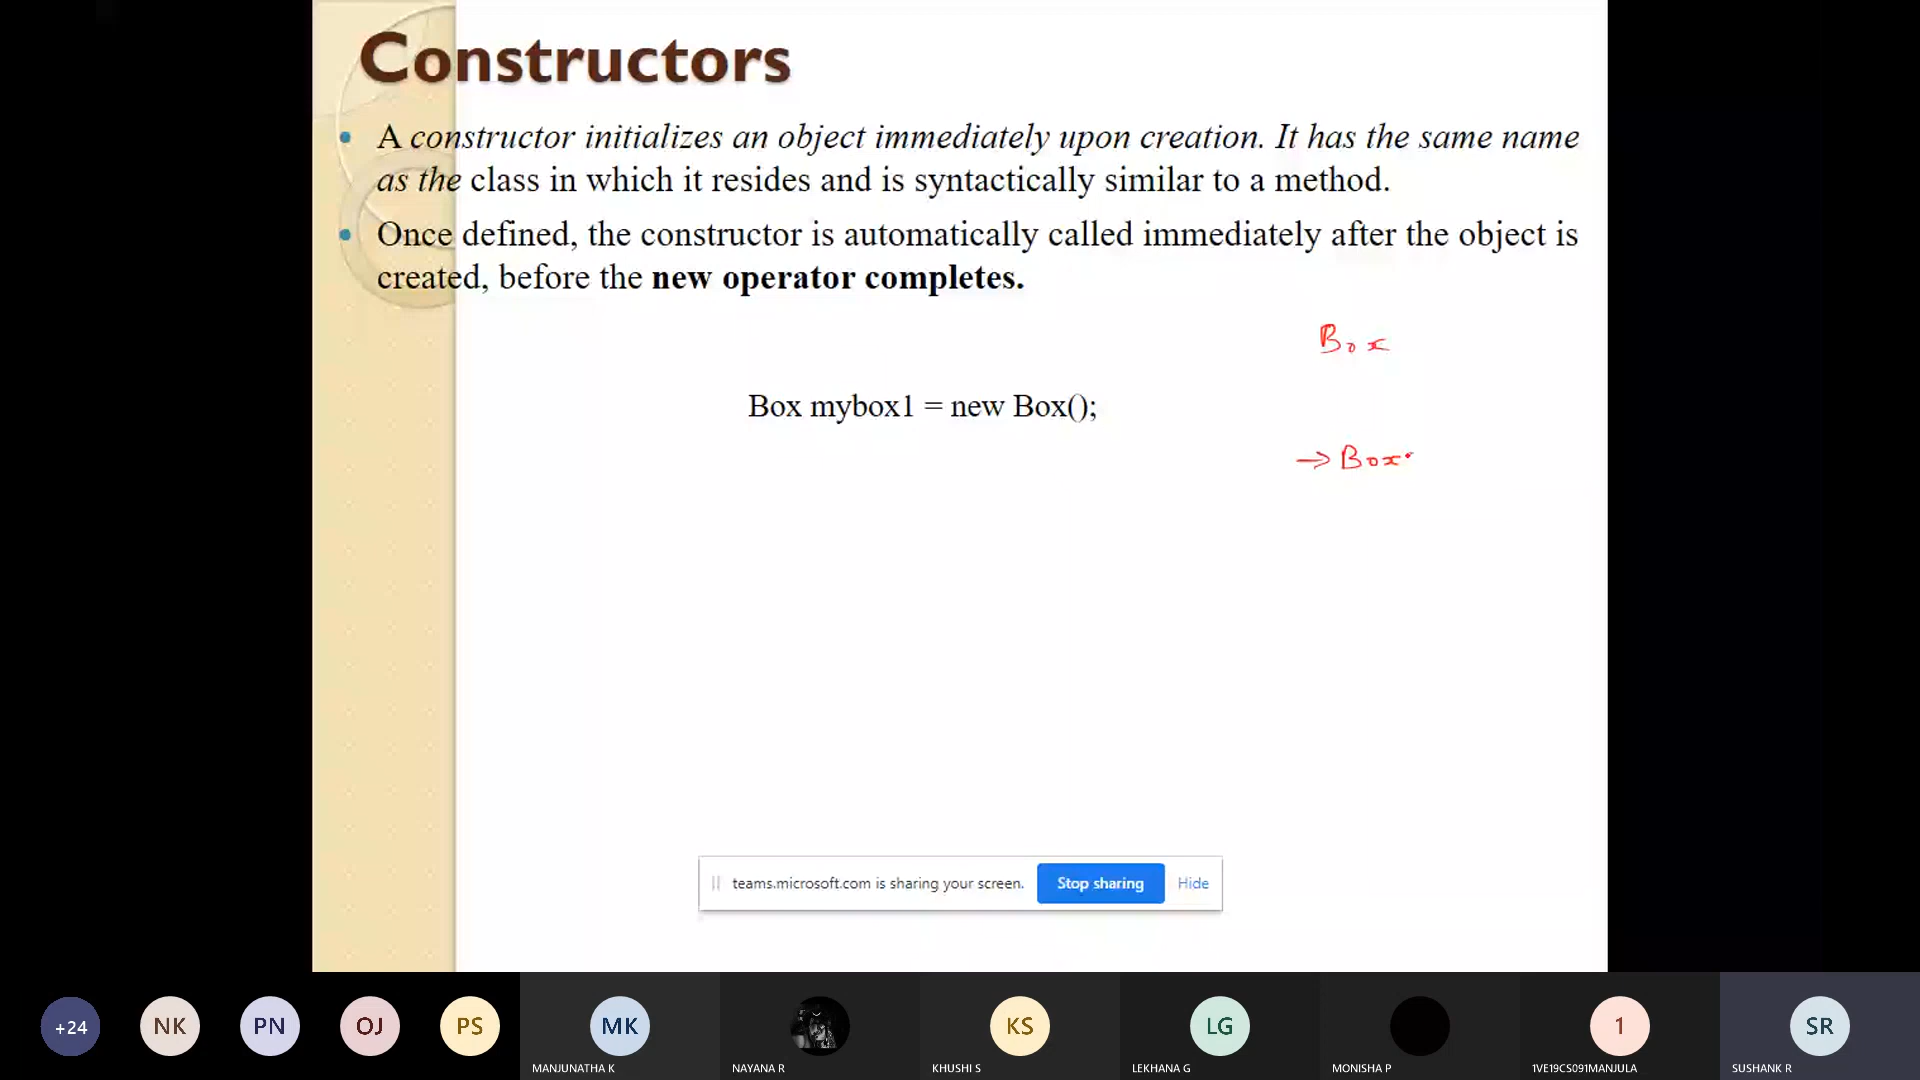 Constructors
• A constructor initializes an object immediately upon creation. It has the same name
as the class in which it resides and is syntactically similar to a method.
• Once defined, the constructor is automatically called immediately after the object is
created, before the new operator completes.
Box
Box mybox1 = new Box();
→ Box
teams.microsoft.com is sharing your screen. Stop sharing Hide
+24 NK PN OJ PS MK KS LG 1 SR
MANJUNATHA K NAYANA R KHUSHI S LEKHANA G MONISHA P 1VE19CS091MANJULA SUSHANK R